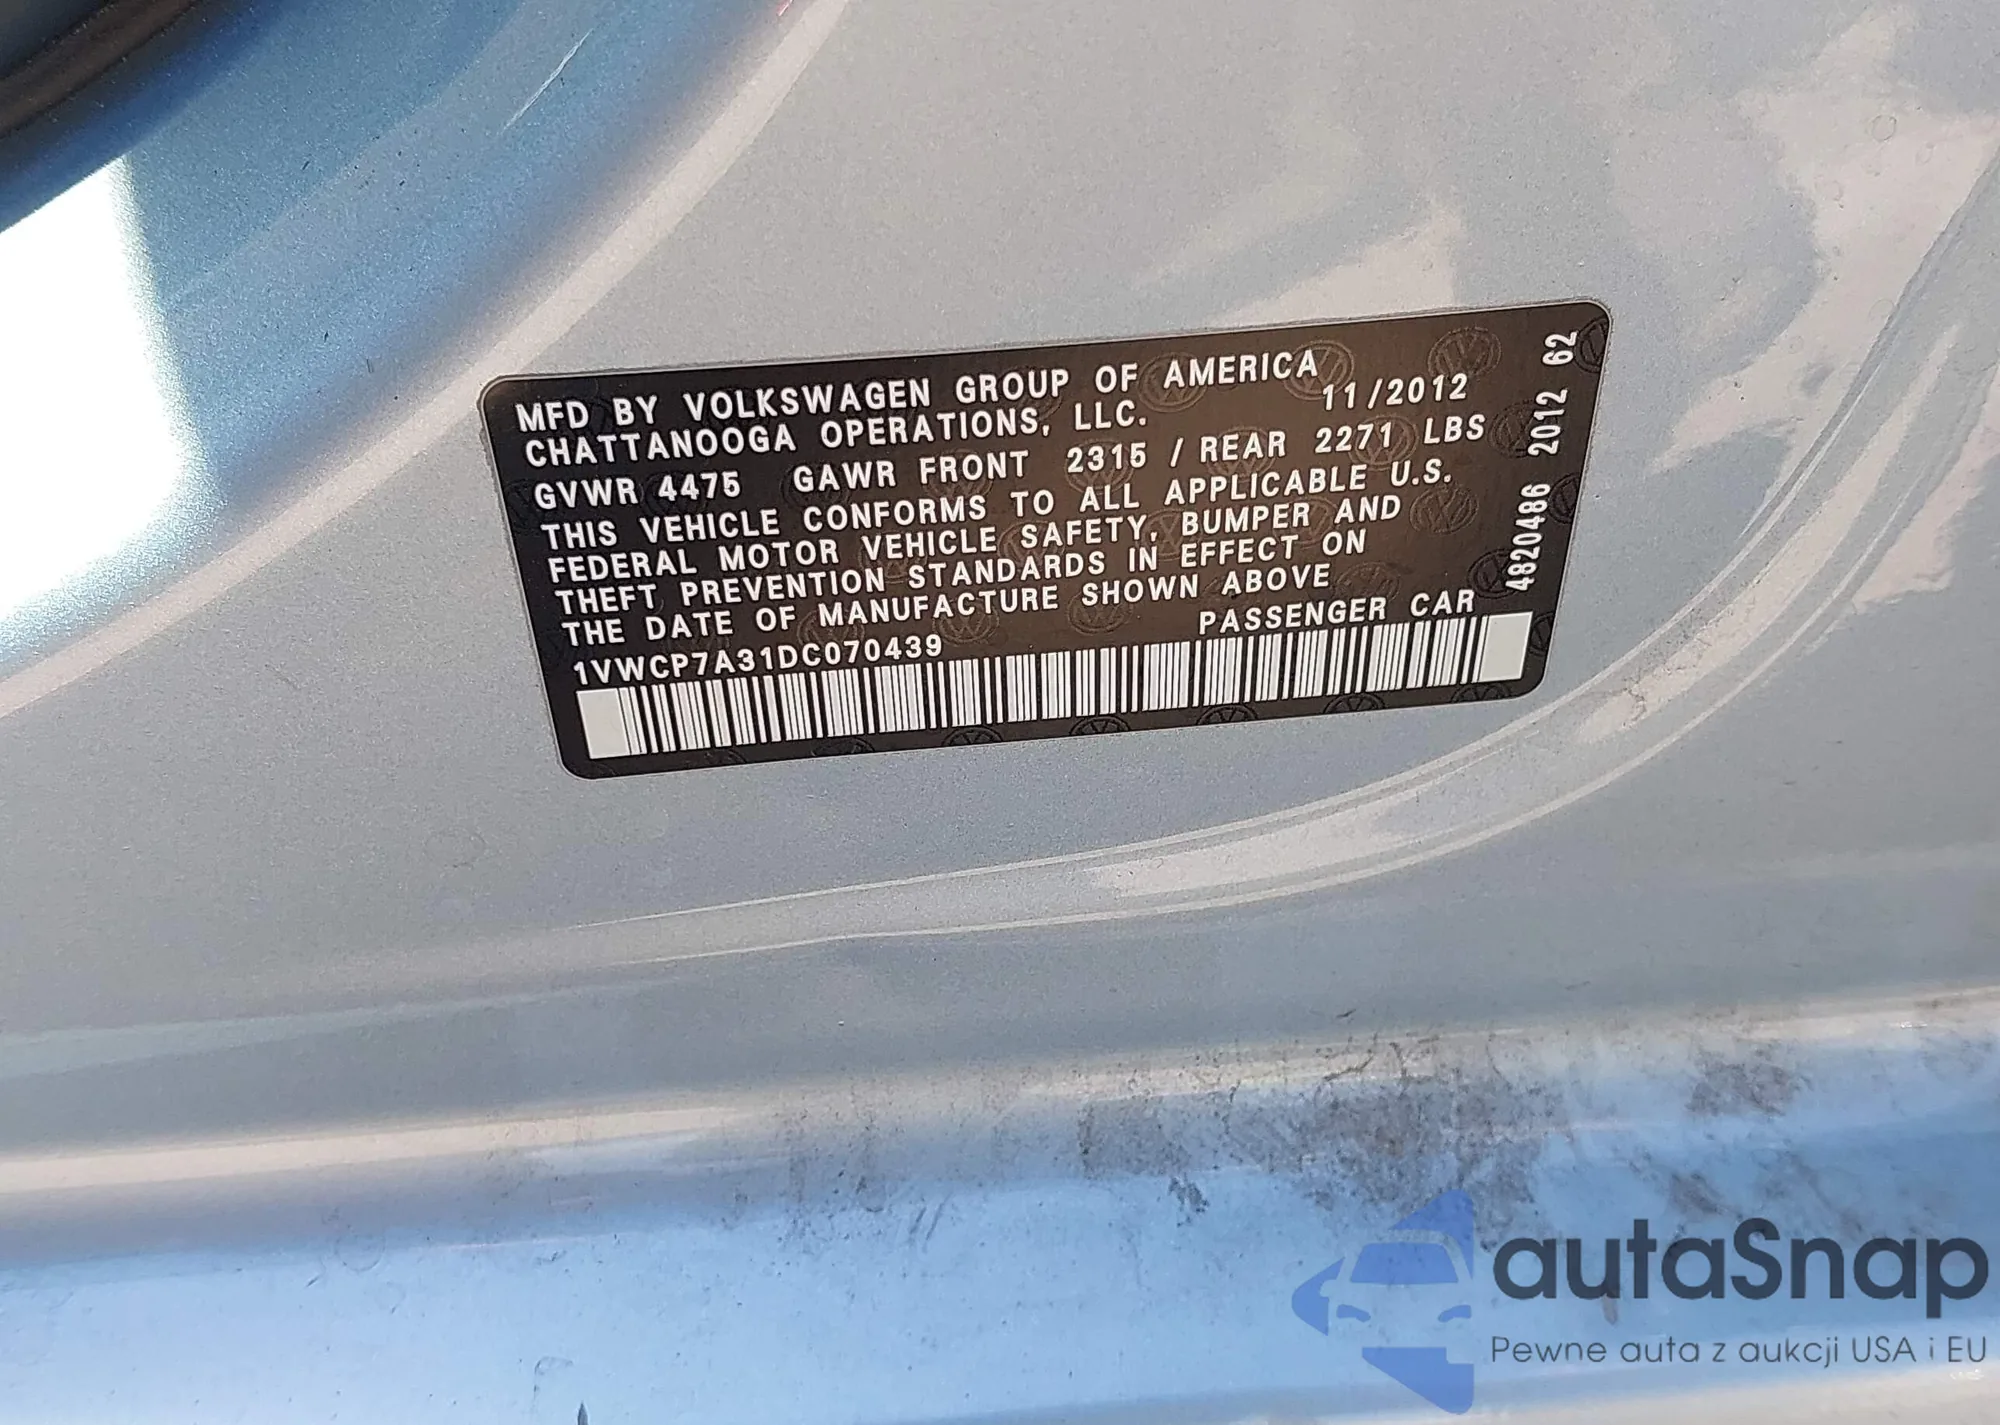 MFD BY VOLKSWAGEN GROUP OF AMERICA
CHATTANOOGA OPERATIONS, LLC. 11/2012
GVWR 4475 GAWR FRONT 2315 / REAR 2271 LBS
THIS VEHICLE CONFORMS TO ALL APPLICABLE U.S.
FEDERAL MOTOR VEHICLE SAFETY, BUMPER AND
THEFT PREVENTION STANDARDS IN EFFECT ON
THE DATE OF MANUFACTURE SHOWN ABOVE
1VWCP7A31DC070439 PASSENGER CAR
4820486 2012 62
autaSnap
Pewne auta z aukcji USA i EU